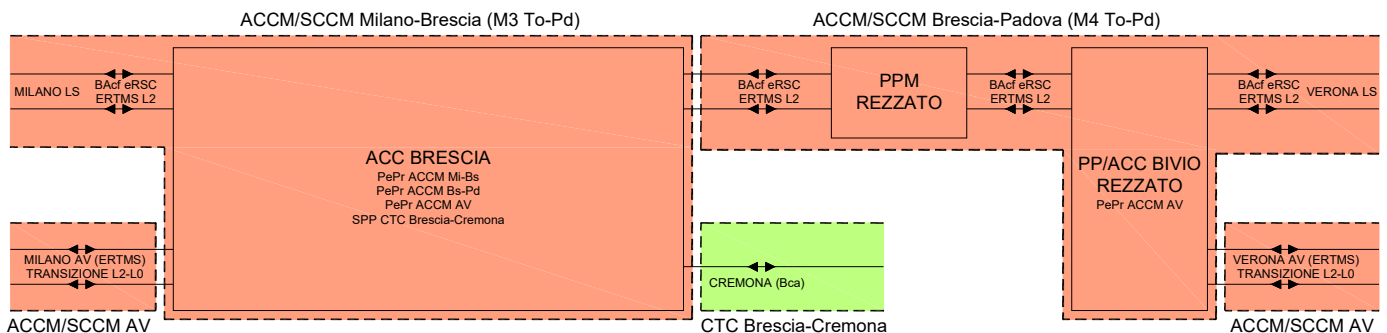 ACCM/SCCM Milano-Brescia (M3 To-Pd)
ACCM/SCCM Brescia-Padova (M4 To-Pd)
MILANO LS
BAcf eRSC
ERTMS L2
BAcf eRSC
ERTMS L2
PPM
REZZATO
BAcf eRSC
ERTMS L2
BAcf eRSC
ERTMS L2
VERONA LS
ACC BRESCIA
PePr ACCM Mi-Bs
PePr ACCM Bs-Pd
PePr ACCM AV
SPP CTC Brescia-Cremona
PP/ACC BIVIO
REZZATO
PePr ACCM AV
MILANO AV (ERTMS)
TRANSIZIONE L2-L0
CREMONA (Bca)
VERONA AV (ERTMS)
TRANSIZIONE L2-L0
ACCM/SCCM AV
CTC Brescia-Cremona
ACCM/SCCM AV